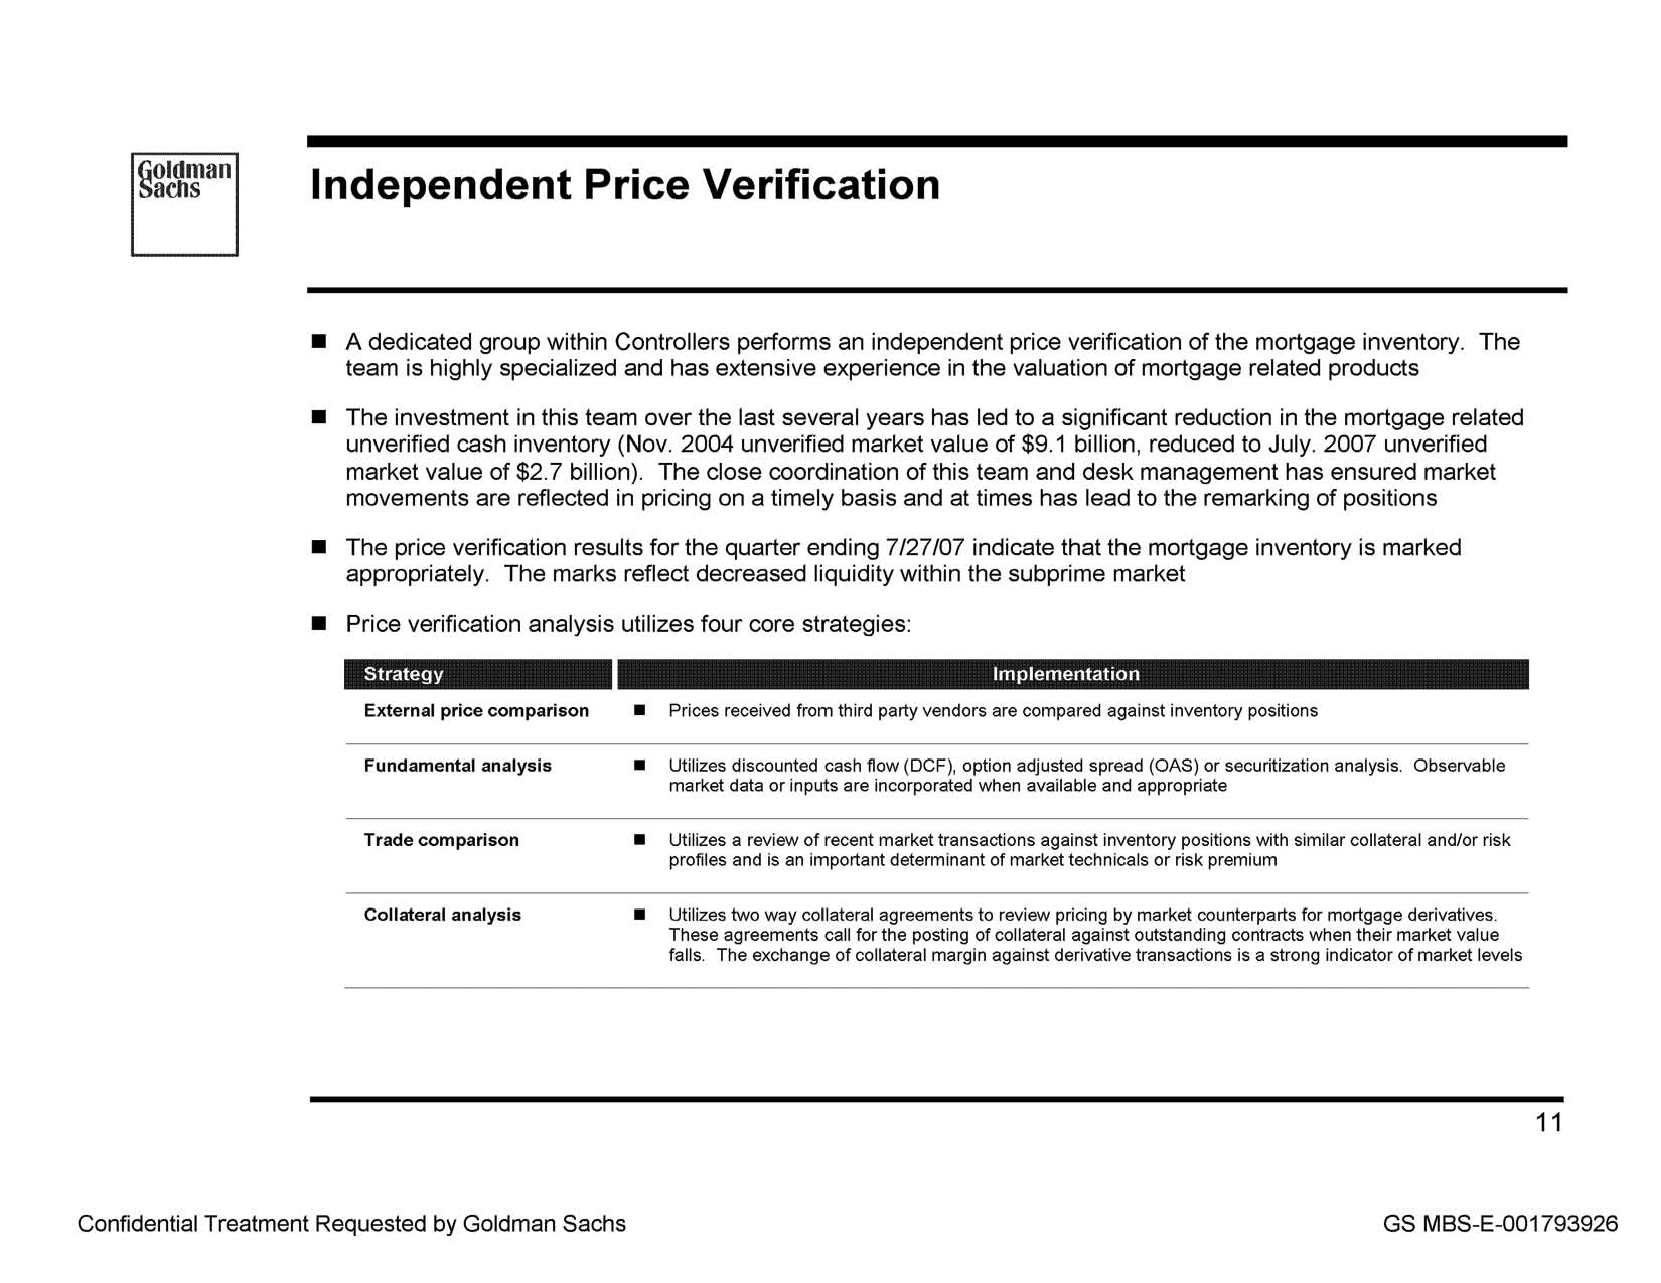 Goldman
Sachs
Independent Price Verification
■ A dedicated group within Controllers performs an independent price verification of the mortgage inventory.  The
team is highly specialized and has extensive experience in the valuation of mortgage related products
■ The investment in this team over the last several years has led to a significant reduction in the mortgage related
unverified cash inventory (Nov. 2004 unverified market value of $9.1 billion, reduced to July. 2007 unverified
market value of $2.7 billion).  The close coordination of this team and desk management has ensured market
movements are reflected in pricing on a timely basis and at times has lead to the remarking of positions
■ The price verification results for the quarter ending 7/27/07 indicate that the mortgage inventory is marked
appropriately.  The marks reflect decreased liquidity within the subprime market
■ Price verification analysis utilizes four core strategies:
Strategy Implementation
External price comparison ■ Prices received from third party vendors are compared against inventory positions
Fundamental analysis ■ Utilizes discounted cash flow (DCF), option adjusted spread (OAS) or securitization analysis.  Observable
market data or inputs are incorporated when available and appropriate
Trade comparison ■ Utilizes a review of recent market transactions against inventory positions with similar collateral and/or risk
profiles and is an important determinant of market technicals or risk premium
Collateral analysis ■ Utilizes two way collateral agreements to review pricing by market counterparts for mortgage derivatives.
These agreements call for the posting of collateral against outstanding contracts when their market value
falls.  The exchange of collateral margin against derivative transactions is a strong indicator of market levels
11
Confidential Treatment Requested by Goldman Sachs GS MBS-E-001793926